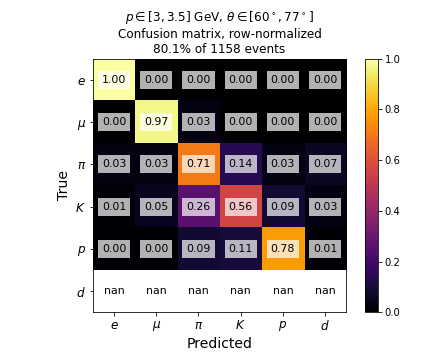 p ∈ [3, 3.5] GeV, θ ∈ [60°, 77°]
Confusion matrix, row-normalized
80.1% of 1158 events
True
e 1.00 0.00 0.00 0.00 0.00 0.00
μ 0.00 0.97 0.03 0.00 0.00 0.00
π 0.03 0.03 0.71 0.14 0.03 0.07
K 0.01 0.05 0.26 0.56 0.09 0.03
p 0.00 0.00 0.09 0.11 0.78 0.01
d nan nan nan nan nan nan
e μ π K p d
Predicted
1.0
0.8
0.6
0.4
0.2
0.0